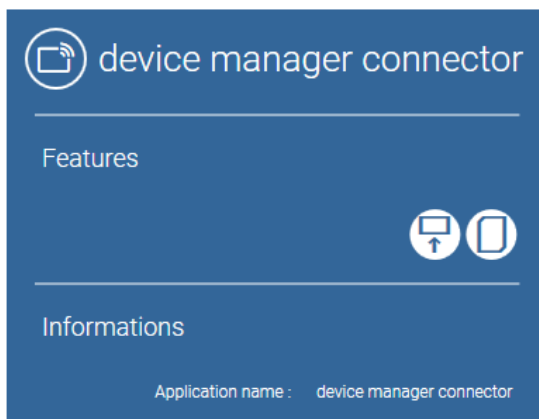 device manager connector
Features
Informations
Application name : device manager connector